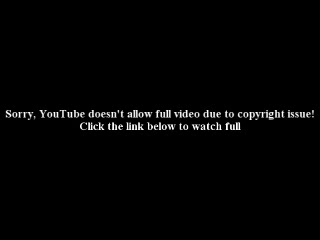 Sorry, YouTube doesn't allow full video due to copyright issue!
Click the link below to watch full